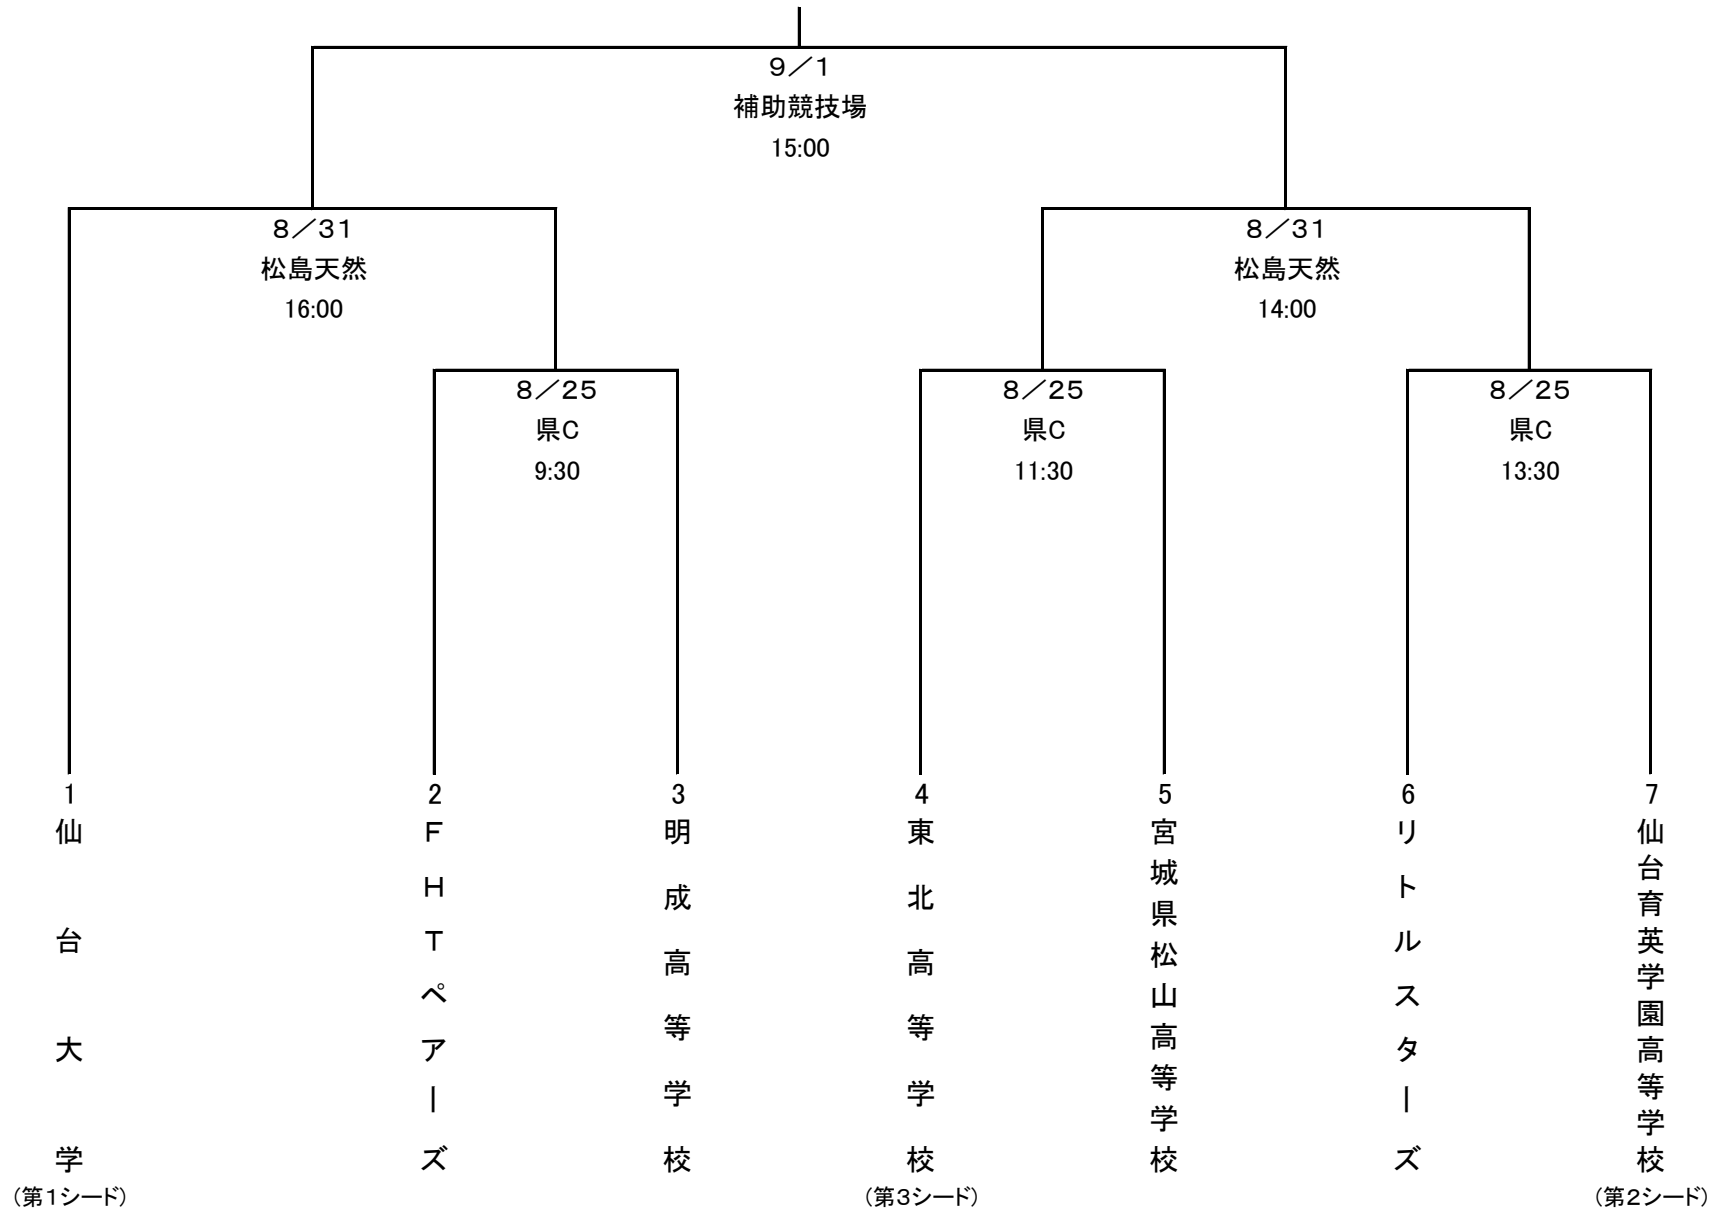 ９／１
補助競技場
15:00
８／３１
松島天然
16:00
８／３１
松島天然
14:00
８／２５
県C
9:30
８／２５
県C
11:30
８／２５
県C
13:30
1
仙台大学
（第１シード）
2
ＦＨＴペアーズ
3
明成高等学校
4
東北高等学校
（第３シード）
5
宮城県松山高等学校
6
リトルスターズ
7
仙台育英学園高等学校
（第２シード）